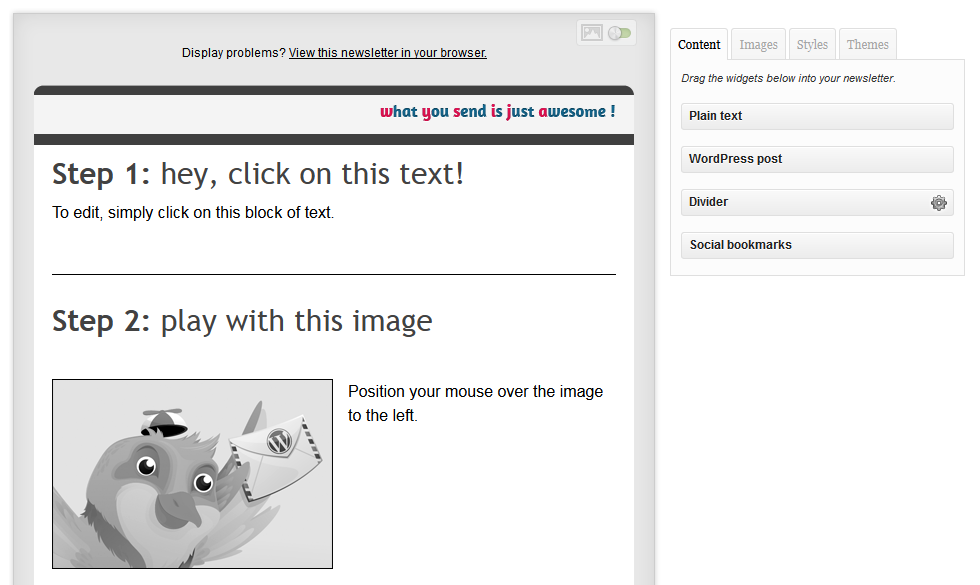 Display problems? View this newsletter in your browser.
what you send is just awesome !
Step 1: hey, click on this text!
To edit, simply click on this block of text.
Step 2: play with this image
Position your mouse over the image
to the left.
Content Images Styles Themes
Drag the widgets below into your newsletter.
Plain text
WordPress post
Divider
Social bookmarks